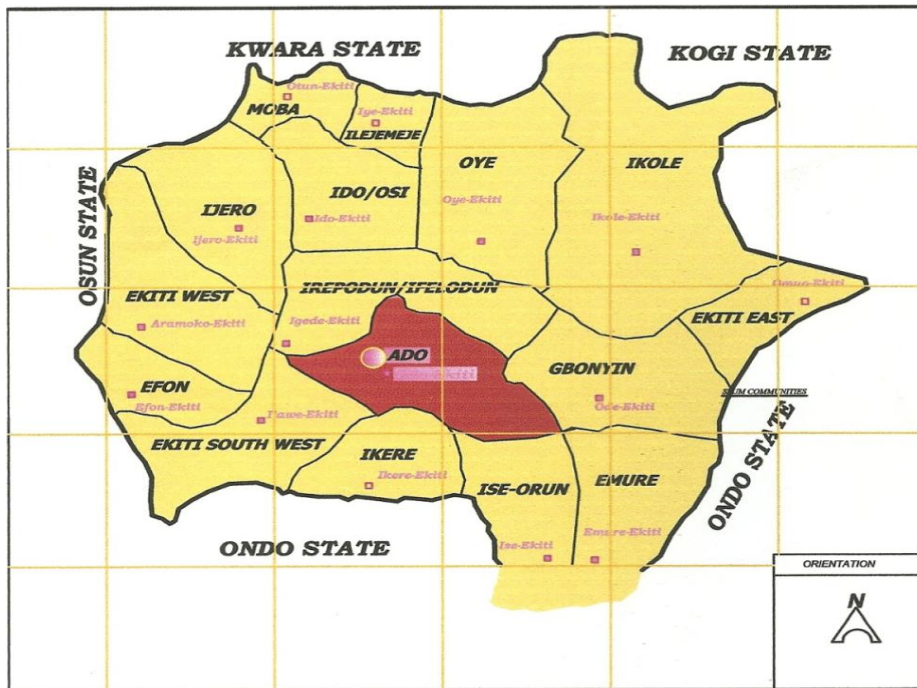 KWARA STATE
KOGI STATE
Otun-Ekiti
MOBA
Iye-Ekiti
ILEJEMEJE
OYE
IKOLE
IDO/OSI
Oye-Ekiti
IJERO
Ido-Ekiti
Ikole-Ekiti
Ijero-Ekiti
OSUN STATE
IREPODUN/IFELODUN
Omuo-Ekiti
EKITI WEST
Igede-Ekiti
EKITI EAST
Aramoko-Ekiti
ADO
GBONYIN
EFON
Efon-Ekiti
Ode-Ekiti
EKITI SOUTH WEST
IKERE
ONDO STATE
Ikere-Ekiti
ISE-ORUN
EMURE
Ise-Ekiti
Emure-Ekiti
ONDO STATE
ORIENTATION
N